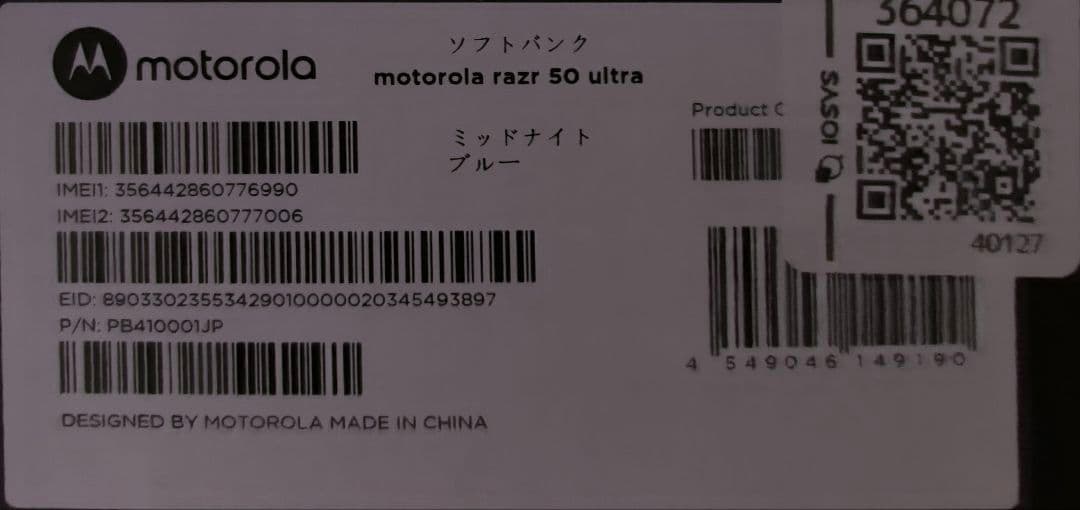 motorola
ソフトバンク
motorola razr 50 ultra
ミッドナイト
ブルー
IMEI1: 356442860776990
IMEI2: 356442860777006
EID: 89033023553429010000020345493897
P/N: PB410001JP
DESIGNED BY MOTOROLA MADE IN CHINA
Product
4 549046 149190
364072
SASOI
40127